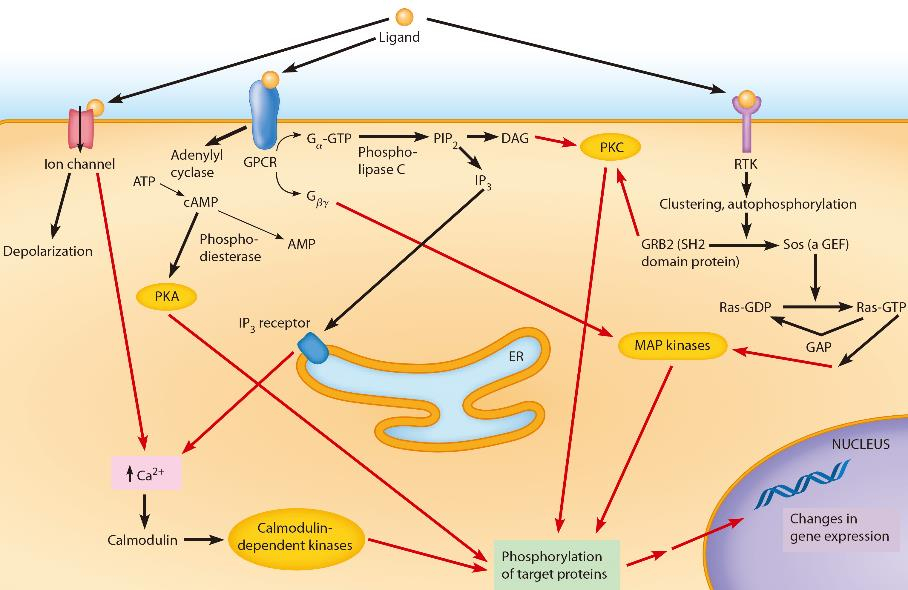 Ligand
Ion channel
Depolarization
Adenylyl
cyclase
GPCR
ATP
cAMP
Phospho-
diesterase
AMP
PKA
Gα-GTP
Phospho-
lipase C
PIP2
DAG
IP3
Gβγ
PKC
RTK
Clustering, autophosphorylation
GRB2 (SH2
domain protein)
Sos (a GEF)
Ras-GDP
Ras-GTP
GAP
MAP kinases
IP3 receptor
ER
Ca2+
Calmodulin
Calmodulin-
dependent kinases
Phosphorylation
of target proteins
NUCLEUS
Changes in
gene expression